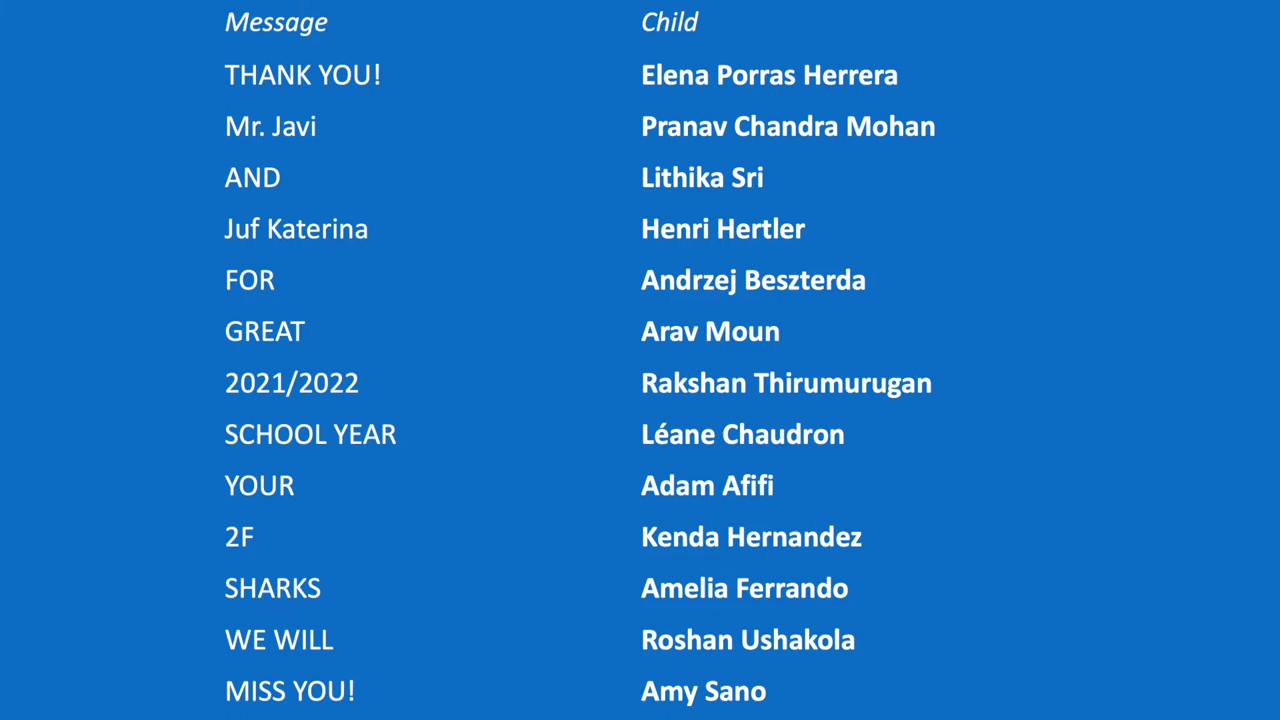 Message Child
THANK YOU! Elena Porras Herrera
Mr. Javi Pranav Chandra Mohan
AND Lithika Sri
Juf Katerina Henri Hertler
FOR Andrzej Beszterda
GREAT Arav Moun
2021/2022 Rakshan Thirumurugan
SCHOOL YEAR Léane Chaudron
YOUR Adam Afifi
2F Kenda Hernandez
SHARKS Amelia Ferrando
WE WILL Roshan Ushakola
MISS YOU! Amy Sano